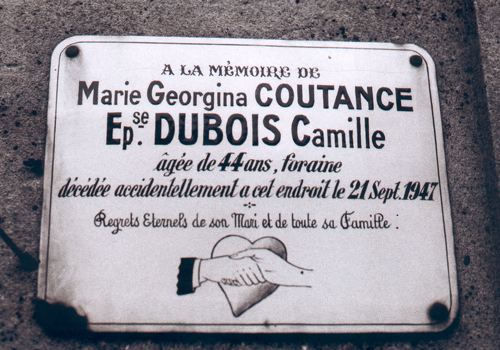 A LA MÉMOIRE DE
Marie Georgina COUTANCE
Ep.se DUBOIS Camille
âgée de 44 ans, foraine
décédée accidentellement a cet endroit le 21 Sept. 1947
Regrets Eternels de son Mari et de toute sa Famille :